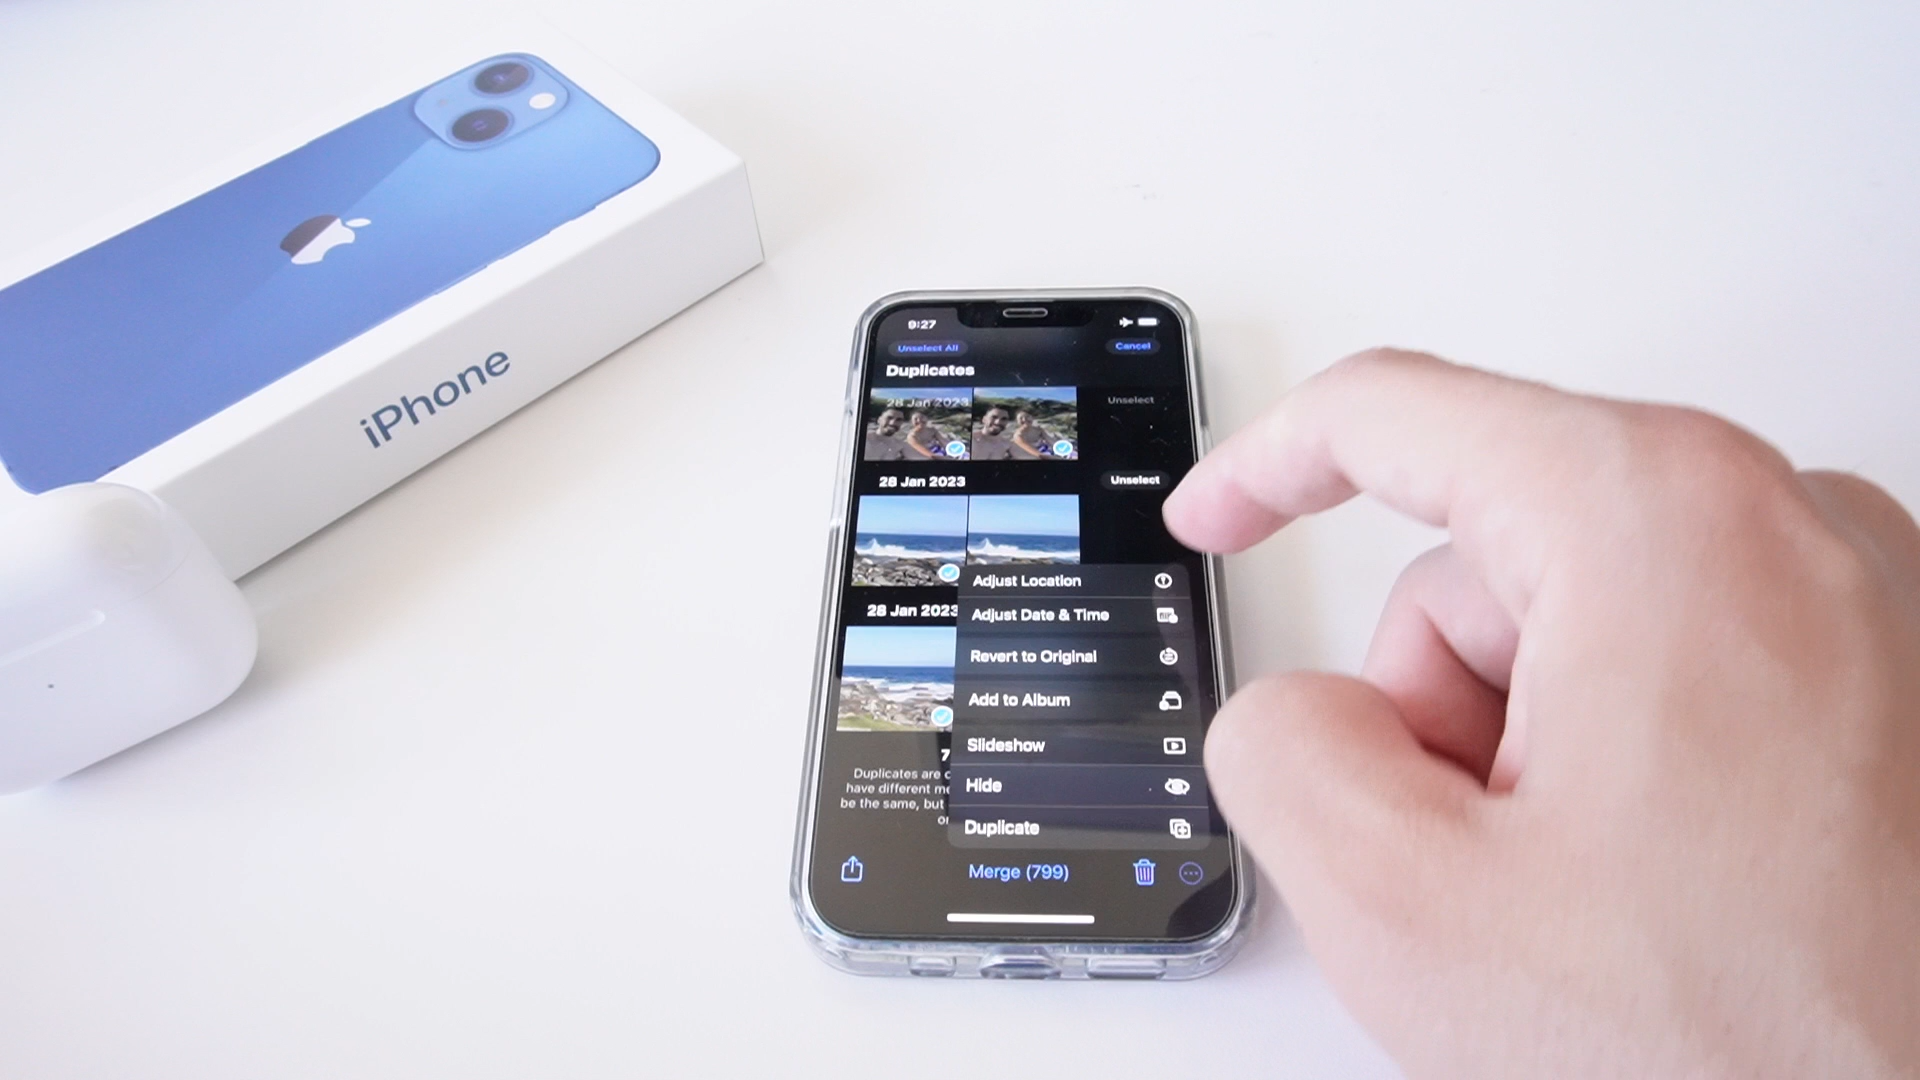 iPhone
9:27
Unselect All
Cancel
Duplicates
28 Jan 2023
Unselect
28 Jan 2023
Unselect
28 Jan 2023
Adjust Location
Adjust Date & Time
Revert to Original
Add to Album
Slideshow
Hide
Duplicate
7
Duplicates are
have different
be the same, but
Merge (799)